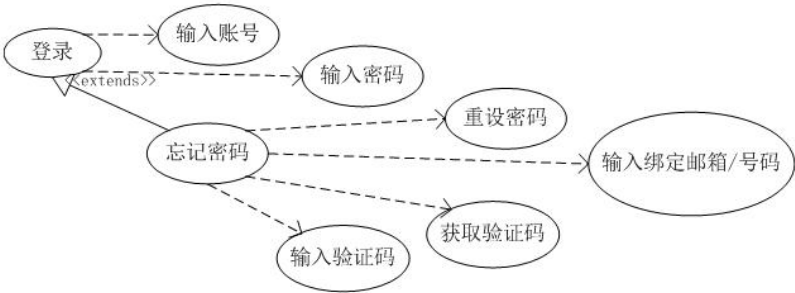 登录
输入账号
输入密码
<<extends>>
重设密码
忘记密码
输入绑定邮箱/号码
获取验证码
输入验证码